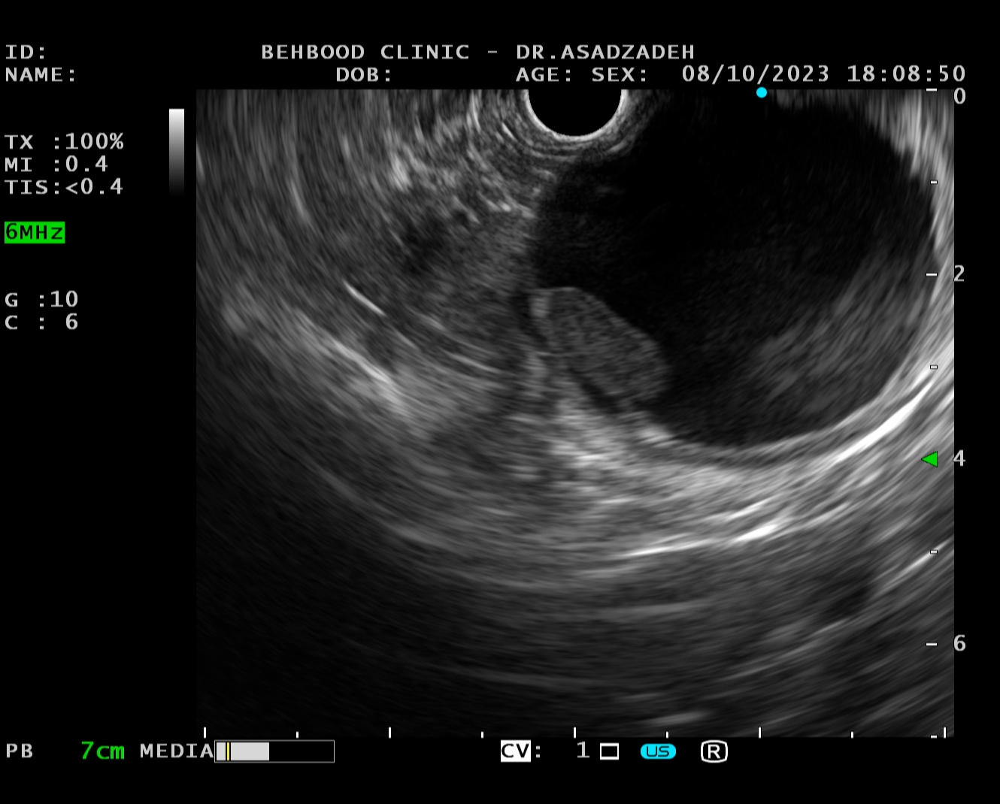 ID:
BEHBOOD CLINIC - DR.ASADZADEH
NAME:
DOB:
AGE: SEX: 08/10/2023 18:08:50
0
TX :100%
MI :0.4
TIS:<0.4
6MHz
2
G :10
C : 6
4
6
PB 7cm MEDIA CV: 1 US R